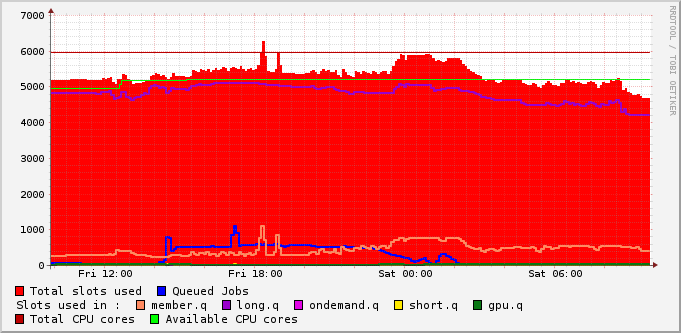 7000
6000
5000
4000
3000
2000
1000
0
Fri 12:00 Fri 18:00 Sat 00:00 Sat 06:00
Total slots used Queued Jobs
Slots used in : member.q long.q ondemand.q short.q gpu.q
Total CPU cores Available CPU cores
RRDTOOL / TOBI OETIKER